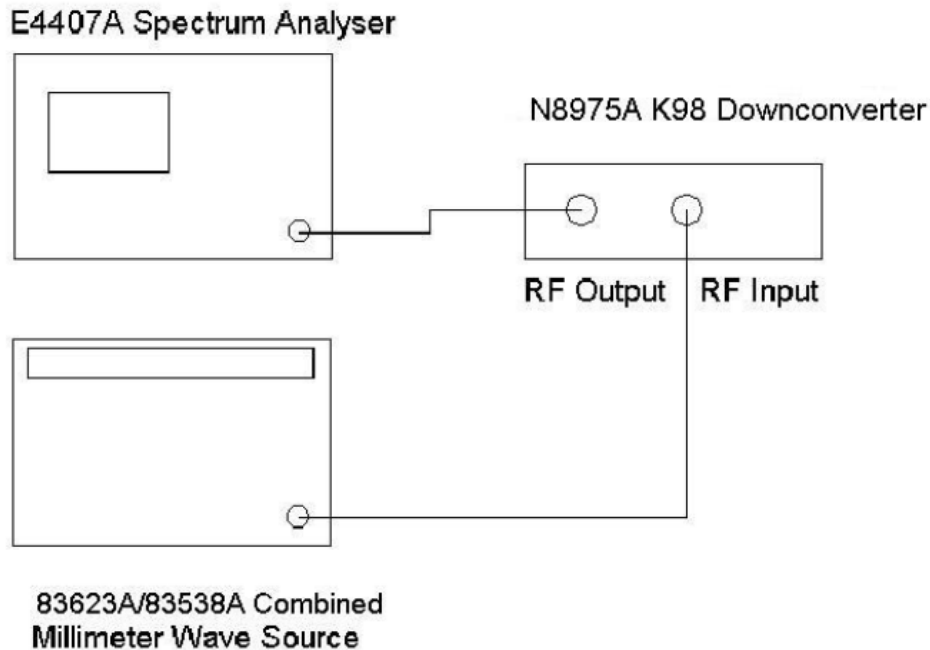 E4407A Spectrum Analyser
N8975A K98 Downconverter
RF Output RF Input
83623A/83538A Combined
Millimeter Wave Source